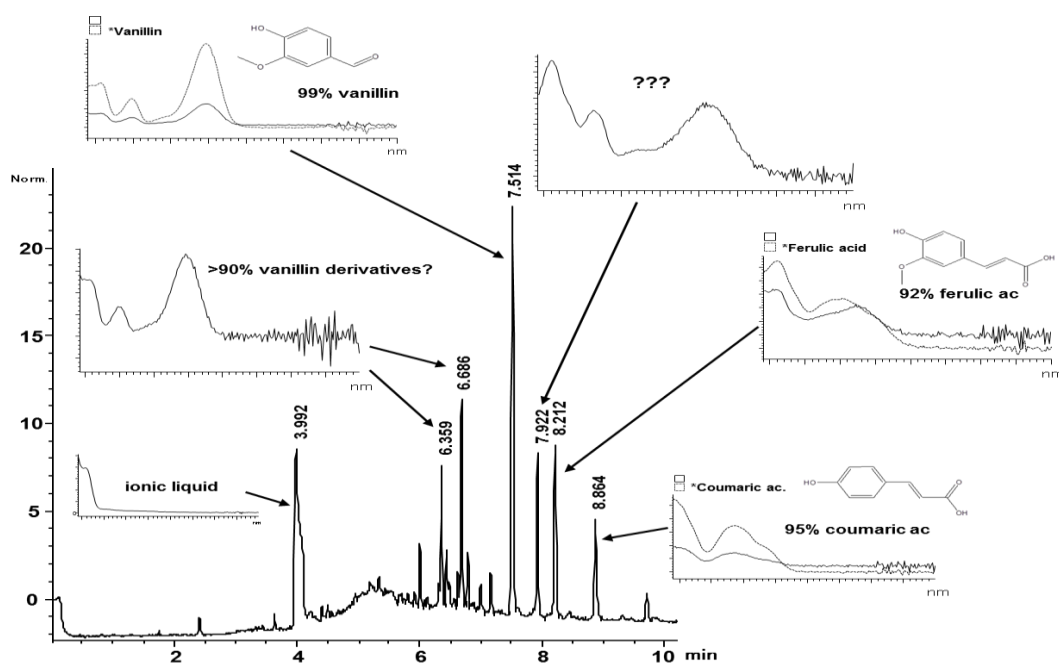 *Vanillin
HO
O
O
99% vanillin
nm
???
nm
Norm.
20
15
10
5
0
>90% vanillin derivatives?
nm
ionic liquid
nm
3.992
6.359
6.686
7.514
7.922
8.212
8.864
*Ferulic acid
HO
O
O
OH
92% ferulic ac
nm
*Coumaric ac.
HO
O
OH
95% coumaric ac
nm
2
4
6
8
10
min